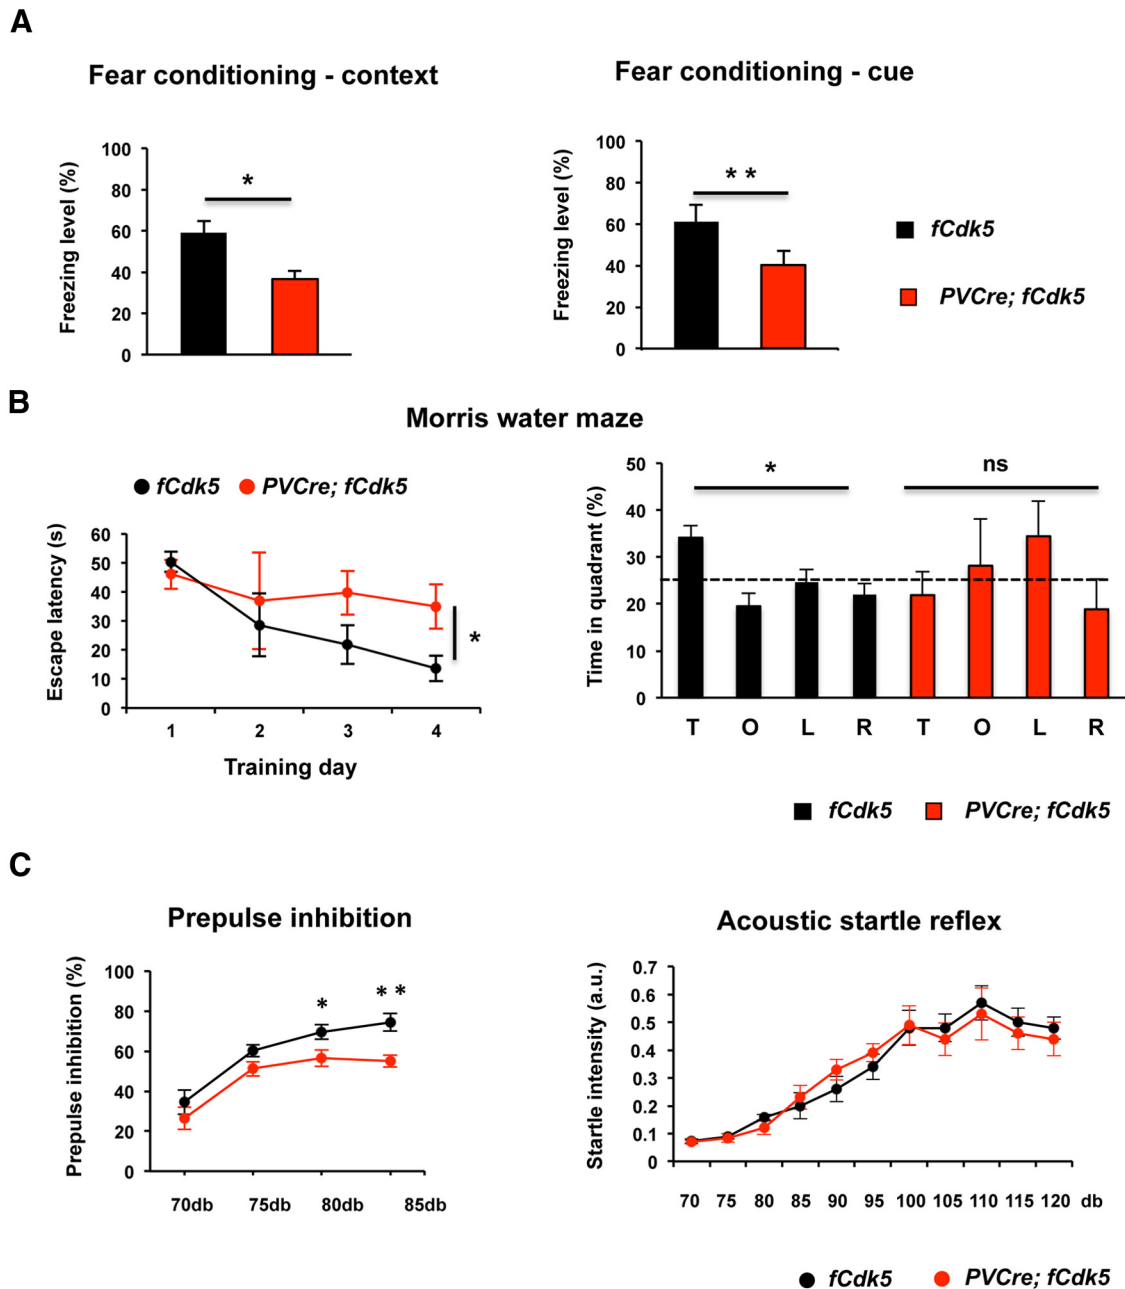 A
Fear conditioning - context
Fear conditioning - cue
Freezing level (%)
100
80
60
40
20
0
*
Freezing level (%)
100
80
60
40
20
0
* *
fCdk5
PVCre; fCdk5
B
Morris water maze
fCdk5 PVCre; fCdk5
Escape latency (s)
60
50
40
30
20
10
0
*
1 2 3 4
Training day
Time in quadrant (%)
50
40
30
20
10
0
* ns
T O L R T O L R
fCdk5 PVCre; fCdk5
C
Prepulse inhibition
Prepulse inhibition (%)
100
80
60
40
20
0
* * *
70db 75db 80db 85db
Acoustic startle reflex
Startle intensity (a.u.)
0.7
0.6
0.5
0.4
0.3
0.2
0.1
0
70 75 80 85 90 95 100 105 110 115 120 db
fCdk5 PVCre; fCdk5